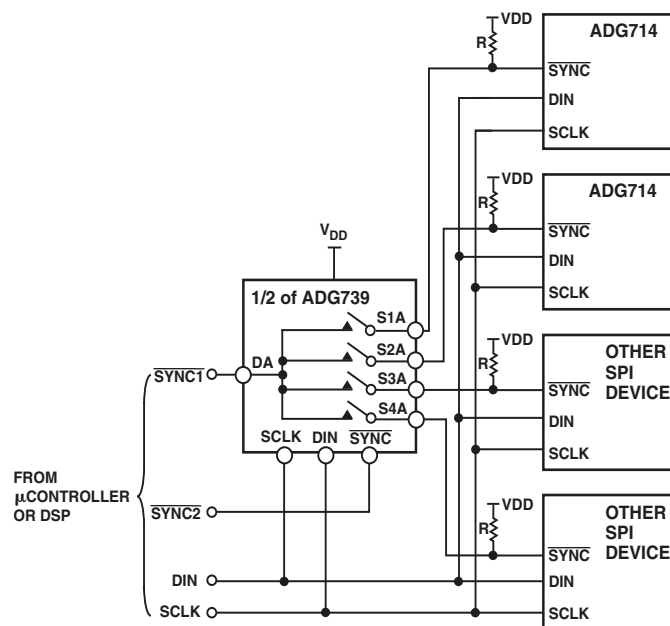 VDD
R
ADG714
SYNC
DIN
SCLK
VDD
R
ADG714
SYNC
DIN
SCLK
VDD
1/2 of ADG739
S1A
S2A
S3A
S4A
DA
SCLK DIN SYNC
VDD
R
OTHER
SPI
DEVICE
SYNC
DIN
SCLK
VDD
R
OTHER
SPI
DEVICE
SYNC
DIN
SCLK
SYNC1
FROM
μCONTROLLER
OR DSP
SYNC2
DIN
SCLK